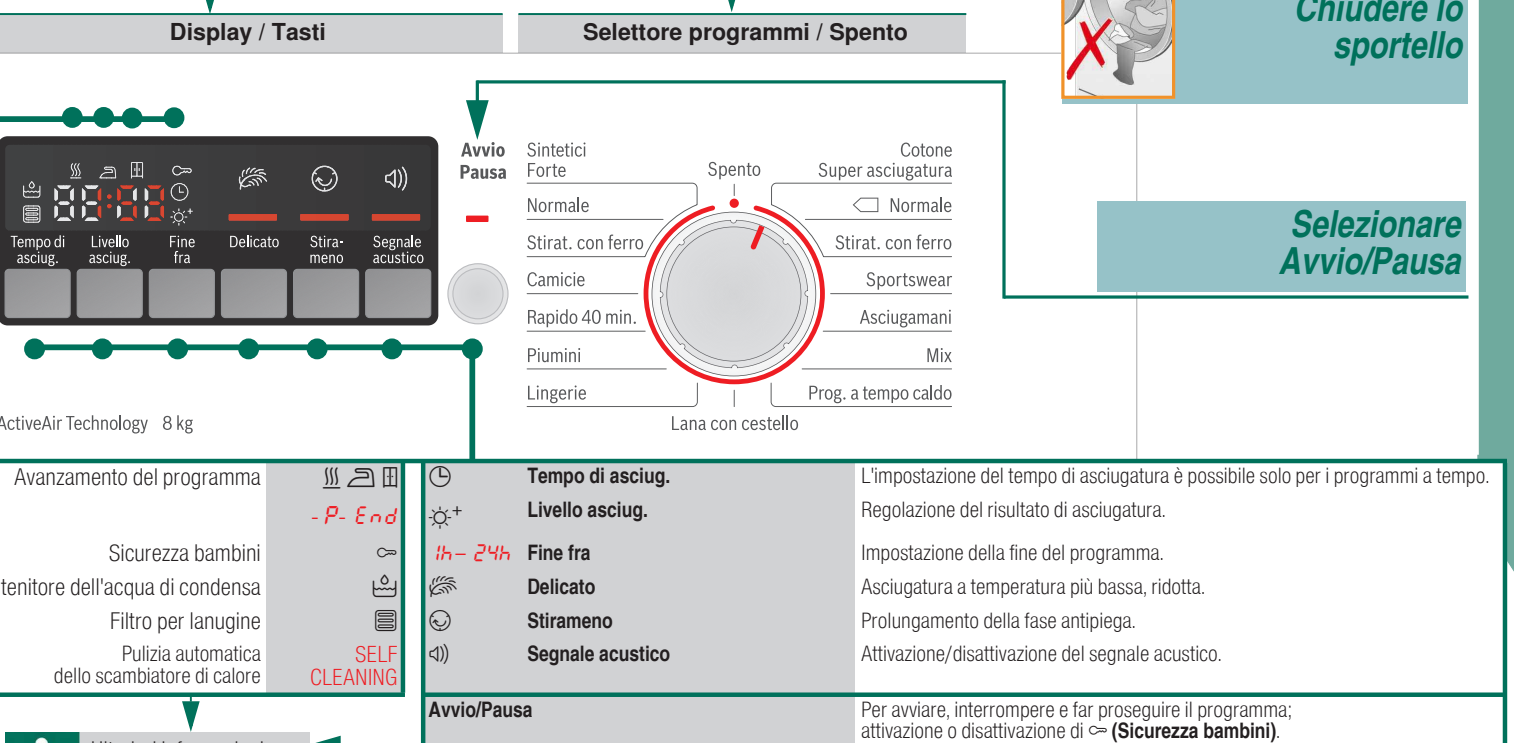 Chiudere lo
sportello
Display / Tasti
Selettore programmi / Spento
Selezionare
Avvio/Pausa
Tempo di
asciug.
Livello
asciug.
Fine
fra
Delicato
Stira-
meno
Segnale
acustico
Avvio
Pausa
Sintetici
Forte
Normale
Stirat. con ferro
Camicie
Rapido 40 min.
Piumini
Lingerie
Spento
Cotone
Super asciugatura
Normale
Stirat. con ferro
Sportswear
Asciugamani
Mix
Prog. a tempo caldo
Lana con cestello
ActiveAir Technology 8 kg
Avanzamento del programma
- P - End
Sicurezza bambini
tenitore dell'acqua di condensa
Filtro per lanugine
Pulizia automatica
dello scambiatore di calore
SELF
CLEANING
Tempo di asciug. L'impostazione del tempo di asciugatura è possibile solo per i programmi a tempo.
Livello asciug. Regolazione del risultato di asciugatura.
1h – 24h Fine fra Impostazione della fine del programma.
Delicato Asciugatura a temperatura più bassa, ridotta.
Stirameno Prolungamento della fase antipiega.
Segnale acustico Attivazione/disattivazione del segnale acustico.
Avvio/Pausa Per avviare, interrompere e far proseguire il programma;
attivazione o disattivazione di (Sicurezza bambini).